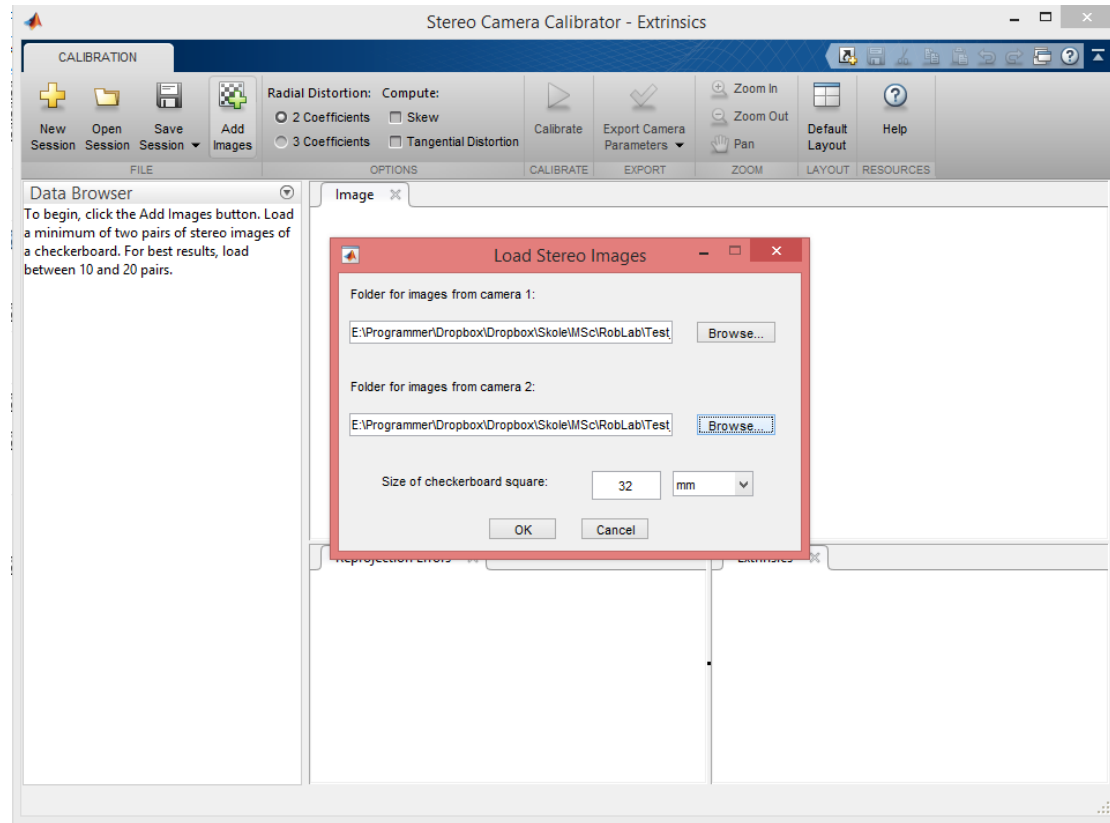 Stereo Camera Calibrator - Extrinsics
CALIBRATION
New Session
Open Session
Save Session
Add Images
FILE
Radial Distortion:
2 Coefficients
3 Coefficients
Compute:
Skew
Tangential Distortion
OPTIONS
Calibrate
CALIBRATE
Export Camera Parameters
EXPORT
Zoom In
Zoom Out
Pan
ZOOM
Default Layout
LAYOUT
Help
RESOURCES
Data Browser
To begin, click the Add Images button. Load
a minimum of two pairs of stereo images of
a checkerboard. For best results, load
between 10 and 20 pairs.
Image
Load Stereo Images
Folder for images from camera 1:
E:\Programmer\Dropbox\Dropbox\Skole\MSc\RobLab\Test_
Browse...
Folder for images from camera 2:
E:\Programmer\Dropbox\Dropbox\Skole\MSc\RobLab\Test
Browse...
Size of checkerboard square:
32
mm
OK
Cancel
Reprojection Errors
Extrinsics